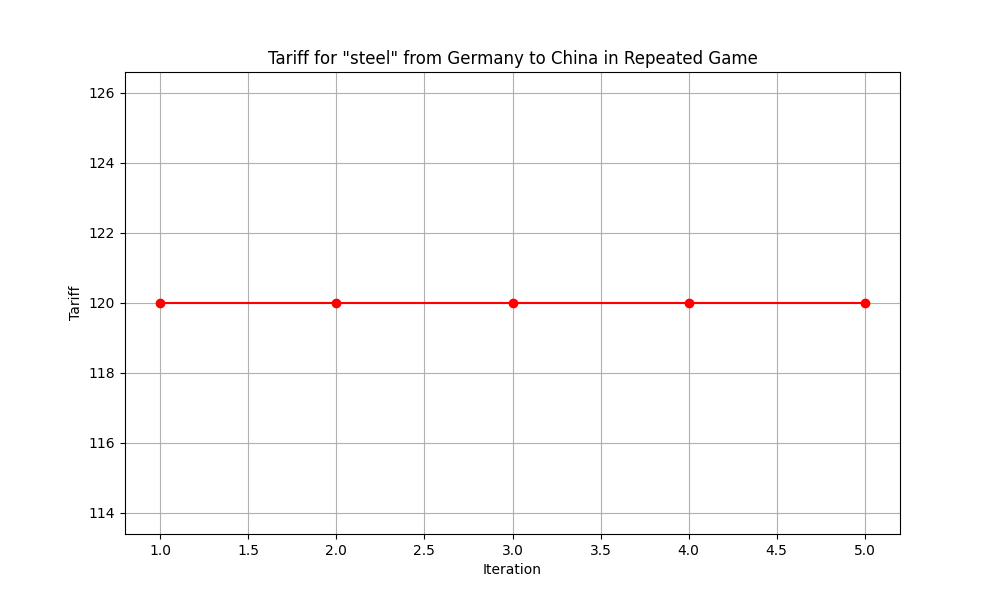 Tariff for "steel" from Germany to China in Repeated Game
126
124
122
120
118
116
114
Tariff
1.0 1.5 2.0 2.5 3.0 3.5 4.0 4.5 5.0
Iteration